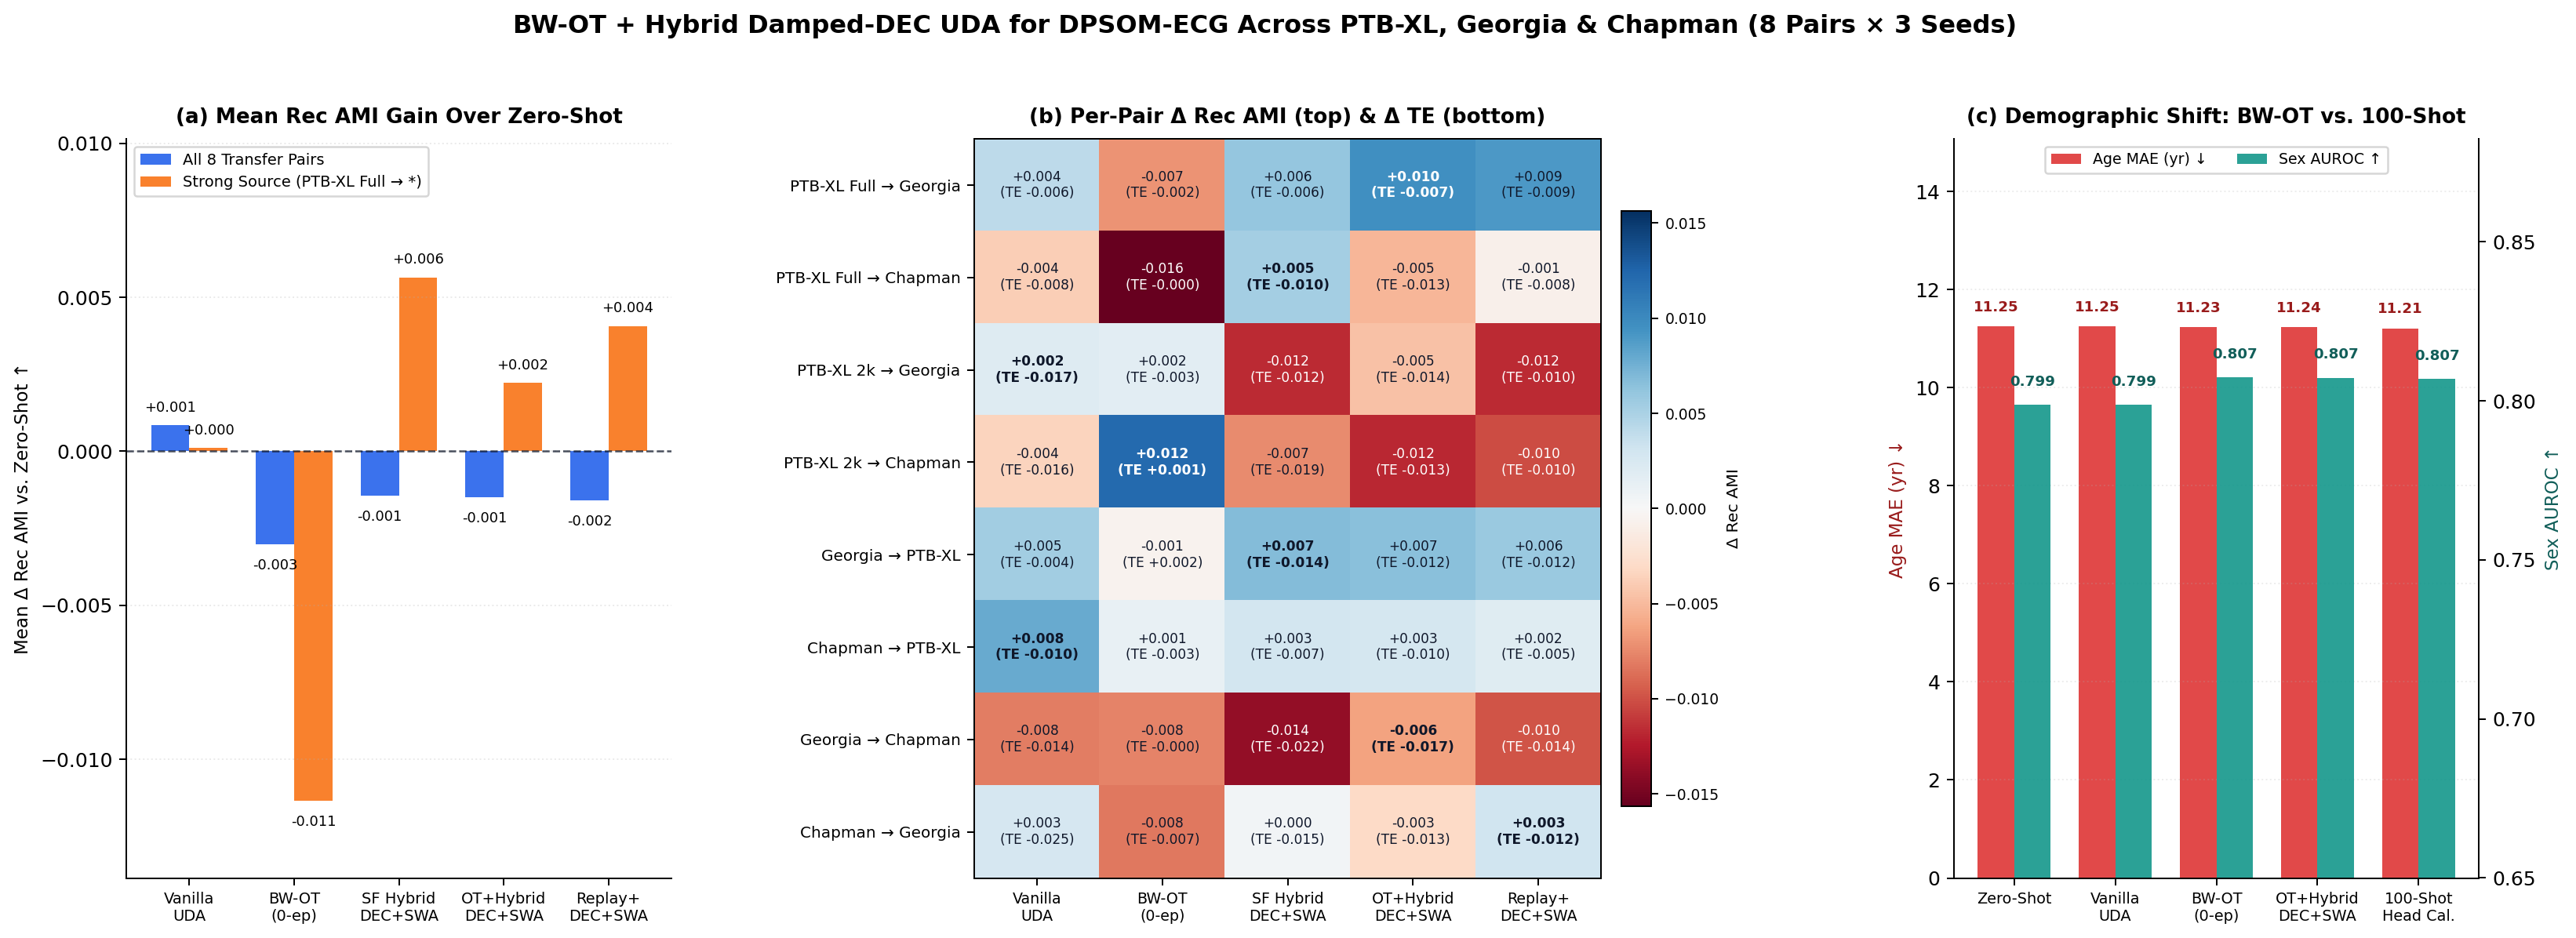 BW-OT + Hybrid Damped-DEC UDA for DPSOM-ECG Across PTB-XL, Georgia & Chapman (8 Pairs × 3 Seeds)
(a) Mean Rec AMI Gain Over Zero-Shot
Mean Δ Rec AMI vs. Zero-Shot ↑
0.010
0.005
0.000
−0.005
−0.010
All 8 Transfer Pairs
Strong Source (PTB-XL Full → *)
+0.001
+0.000
-0.003
-0.011
-0.001
+0.006
-0.001
+0.002
-0.002
+0.004
Vanilla
UDA
BW-OT
(0-ep)
SF Hybrid
DEC+SWA
OT+Hybrid
DEC+SWA
Replay+
DEC+SWA
(b) Per-Pair Δ Rec AMI (top) & Δ TE (bottom)
PTB-XL Full → Georgia
+0.004
(TE -0.006)
-0.007
(TE -0.002)
+0.006
(TE -0.006)
+0.010
(TE -0.007)
+0.009
(TE -0.009)
PTB-XL Full → Chapman
-0.004
(TE -0.008)
-0.016
(TE -0.000)
+0.005
(TE -0.010)
-0.005
(TE -0.013)
-0.001
(TE -0.008)
PTB-XL 2k → Georgia
+0.002
(TE -0.017)
+0.002
(TE -0.003)
-0.012
(TE -0.012)
-0.005
(TE -0.014)
-0.012
(TE -0.010)
PTB-XL 2k → Chapman
-0.004
(TE -0.016)
+0.012
(TE +0.001)
-0.007
(TE -0.019)
-0.012
(TE -0.013)
-0.010
(TE -0.010)
Georgia → PTB-XL
+0.005
(TE -0.004)
-0.001
(TE +0.002)
+0.007
(TE -0.014)
+0.007
(TE -0.012)
+0.006
(TE -0.012)
Chapman → PTB-XL
+0.008
(TE -0.010)
+0.001
(TE -0.003)
+0.003
(TE -0.007)
+0.003
(TE -0.010)
+0.002
(TE -0.005)
Georgia → Chapman
-0.008
(TE -0.014)
-0.008
(TE -0.000)
-0.014
(TE -0.022)
-0.006
(TE -0.017)
-0.010
(TE -0.014)
Chapman → Georgia
+0.003
(TE -0.025)
-0.008
(TE -0.007)
+0.000
(TE -0.015)
-0.003
(TE -0.013)
+0.003
(TE -0.012)
Vanilla
UDA
BW-OT
(0-ep)
SF Hybrid
DEC+SWA
OT+Hybrid
DEC+SWA
Replay+
DEC+SWA
0.015
0.010
0.005
0.000
−0.005
−0.010
−0.015
Δ Rec AMI
(c) Demographic Shift: BW-OT vs. 100-Shot
Age MAE (yr) ↓
14
12
10
8
6
4
2
0
Age MAE (yr) ↓
Sex AUROC ↑
11.25
0.799
11.25
0.799
11.23
0.807
11.24
0.807
11.21
0.807
Zero-Shot
Vanilla
UDA
BW-OT
(0-ep)
OT+Hybrid
DEC+SWA
100-Shot
Head Cal.
0.85
0.80
0.75
0.70
0.65
Sex AUROC ↑